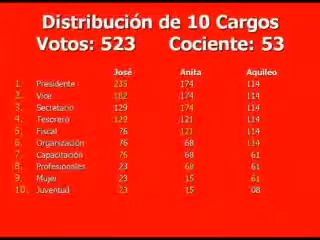 Distribución de 10 Cargos
Votos: 523 Cociente: 53
José Anita Aquileo
1. Presidente 235 174 114
2. Vice 182 174 114
3. Secretario 129 174 114
4. Tesorero 129 121 114
5. Fiscal 76 121 114
6. Organización 76 68 114
7. Capacitación 76 68 61
8. Profesionales 23 68 61
9. Mujer 23 15 61
10. Juventud 23 15 08